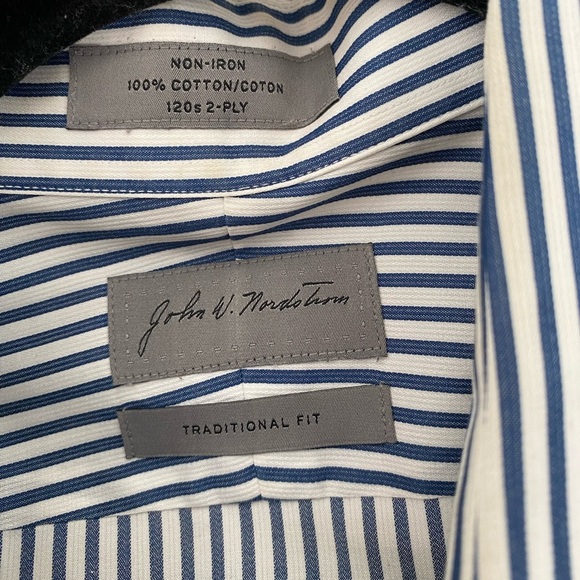 NON-IRON
100% COTTON/COTON
120s 2-PLY
John W. Nordstrom
TRADITIONAL FIT